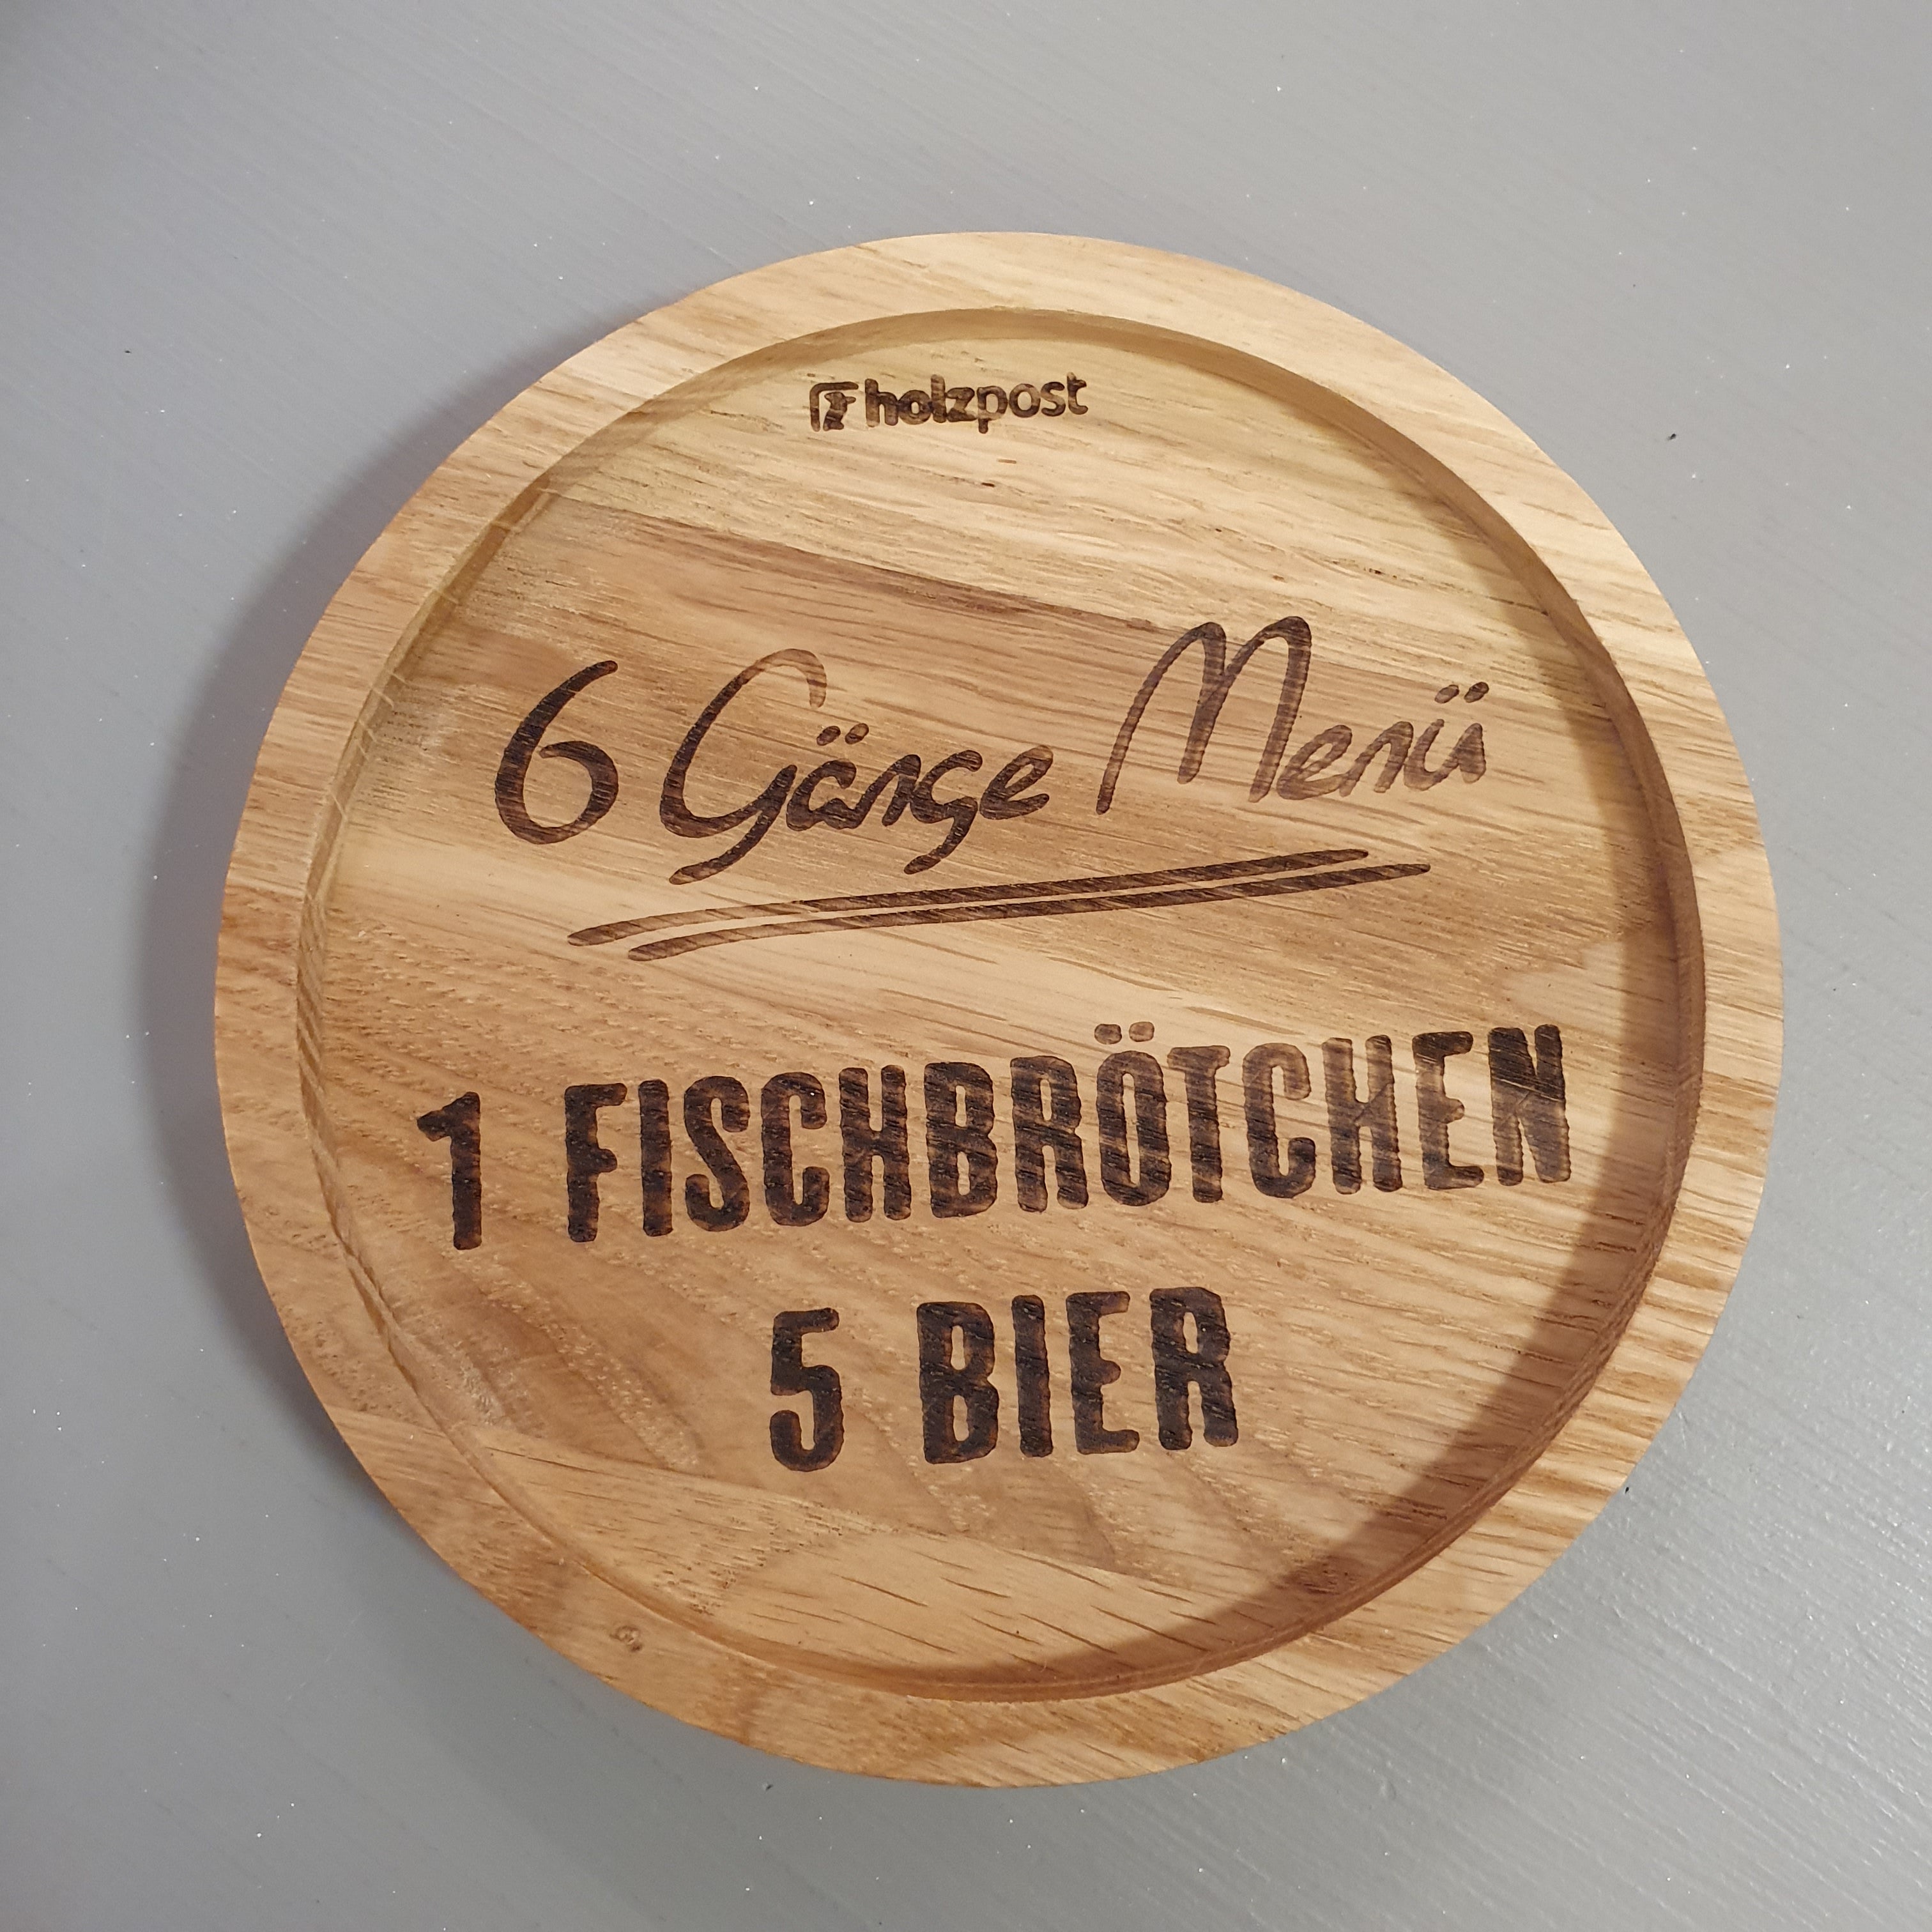 holzpost
6 Gänge Menü
1 FISCHBRÖTCHEN
5 BIER